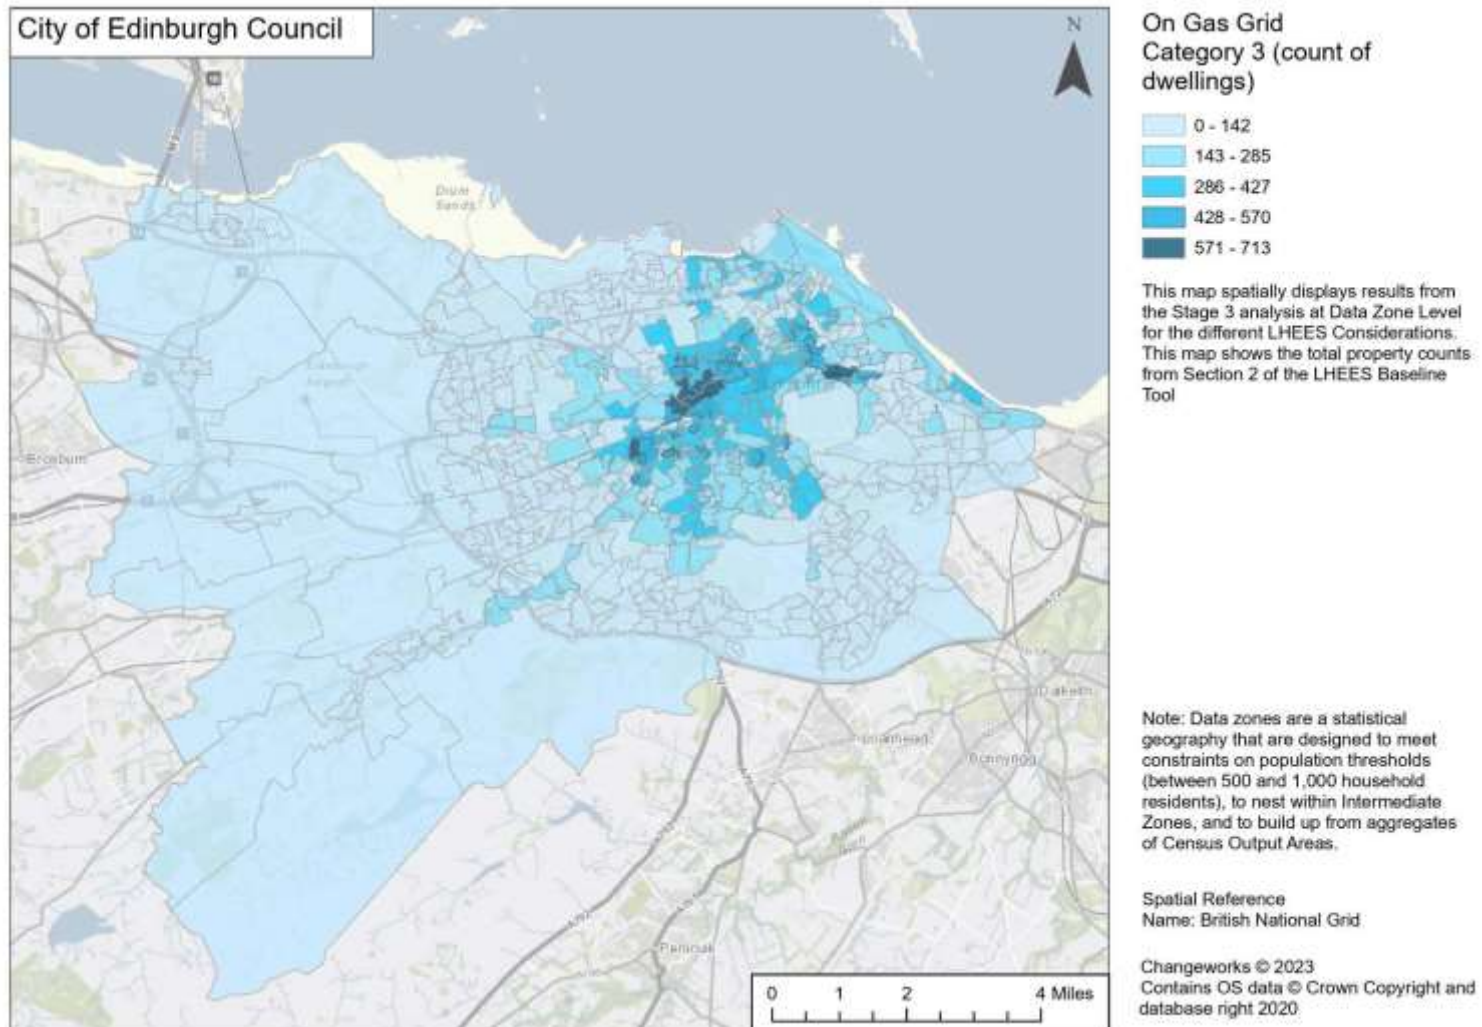 City of Edinburgh Council
N
On Gas Grid
Category 3 (count of
dwellings)
0 - 142
143 - 285
286 - 427
428 - 570
571 - 713
This map spatially displays results from
the Stage 3 analysis at Data Zone Level
for the different LHEES Considerations.
This map shows the total property counts
from Section 2 of the LHEES Baseline
Tool
Drum
Sands
Broxburn
Dalkeith
Bonnyrigg
Penicuik
Note: Data zones are a statistical
geography that are designed to meet
constraints on population thresholds
(between 500 and 1,000 household
residents), to nest within Intermediate
Zones, and to build up from aggregates
of Census Output Areas.
Spatial Reference
Name: British National Grid
Changeworks © 2023
Contains OS data © Crown Copyright and
database right 2020
0 1 2 4 Miles